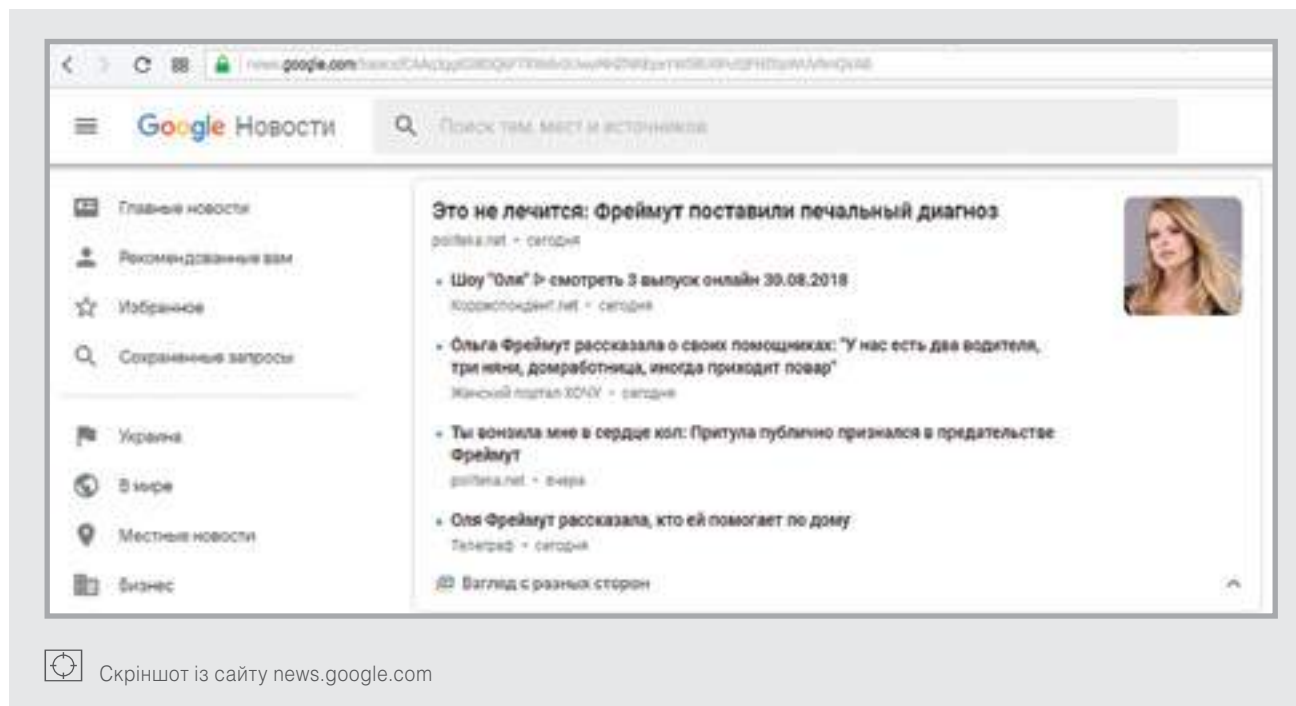 news.google.com
Google Новости
Поиск тем, мест и источников
Главные новости
Рекомендованные вам
Избранное
Сохраненные запросы
Украина
В мире
Местные новости
Бизнес
Это не лечится: Фреймут поставили печальный диагноз
politeka.net • сегодня
Шоу "Оля" ᐉ смотреть 3 выпуск онлайн 30.08.2018
Корреспондент.net • сегодня
Ольга Фреймут рассказала о своих помощниках: "У нас есть два водителя,
три няни, домработница, иногда приходит повар"
Женский портал XOYY • сегодня
Ты вонзила мне в сердце кол: Притула публично признался в предательстве
Фреймут
politeka.net • вчера
Оля Фреймут рассказала, кто ей помогает по дому
Телеграф • сегодня
Взгляд с разных сторон
Скріншот із сайту news.google.com